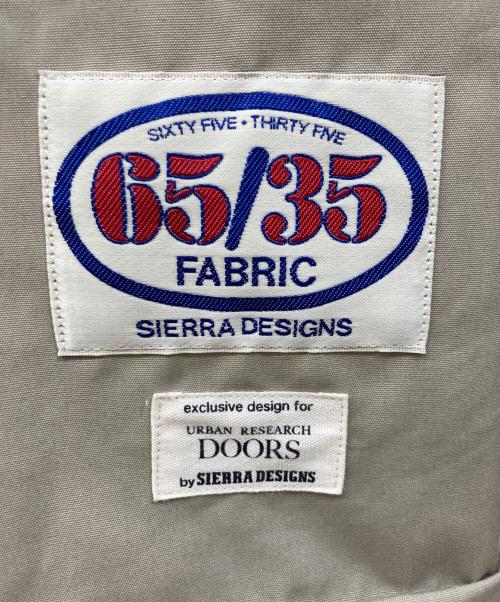 SIXTY FIVE • THIRTY FIVE
65/35
FABRIC
SIERRA DESIGNS
exclusive design for
URBAN RESEARCH
DOORS
by SIERRA DESIGNS